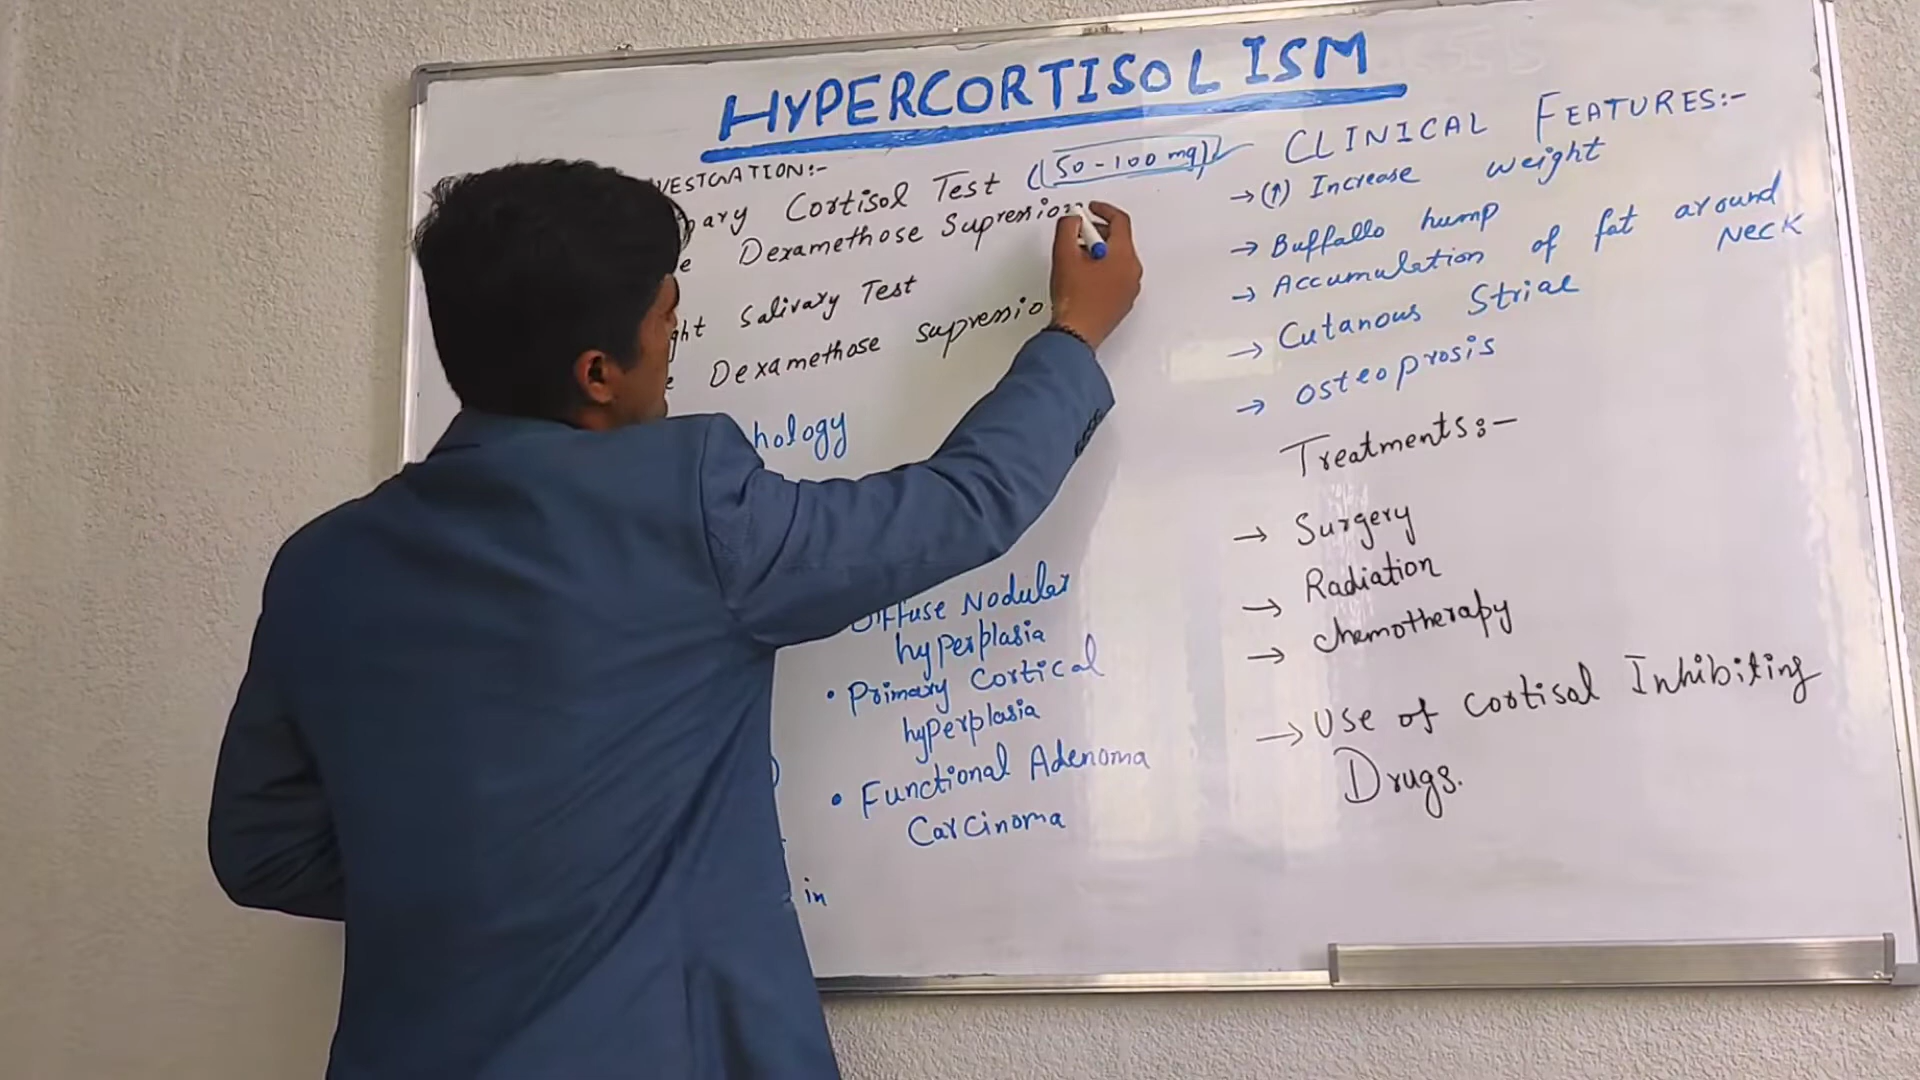 HYPERCORTISOLISM
VESTGATION:-
Cortisol Test (50-100 mg)
Dexamethose Supression
Salivary Test
Dexamethose supressio
hology
Diffuse Nodular
hyperplasia
• Primary Cortical
hyperplasia
• Functional Adenoma
Carcinoma
in
CLINICAL FEATURES:-
→ (↑) Increase weight
→ Buffallo hump
→ Accumulation of fat around
NECK
→ Cutanous Striae
→ Osteoprosis
Treatments:-
→ Surgery
→ Radiation
→ Chemotherapy
→ Use of Cortisol Inhibiting
Drugs.